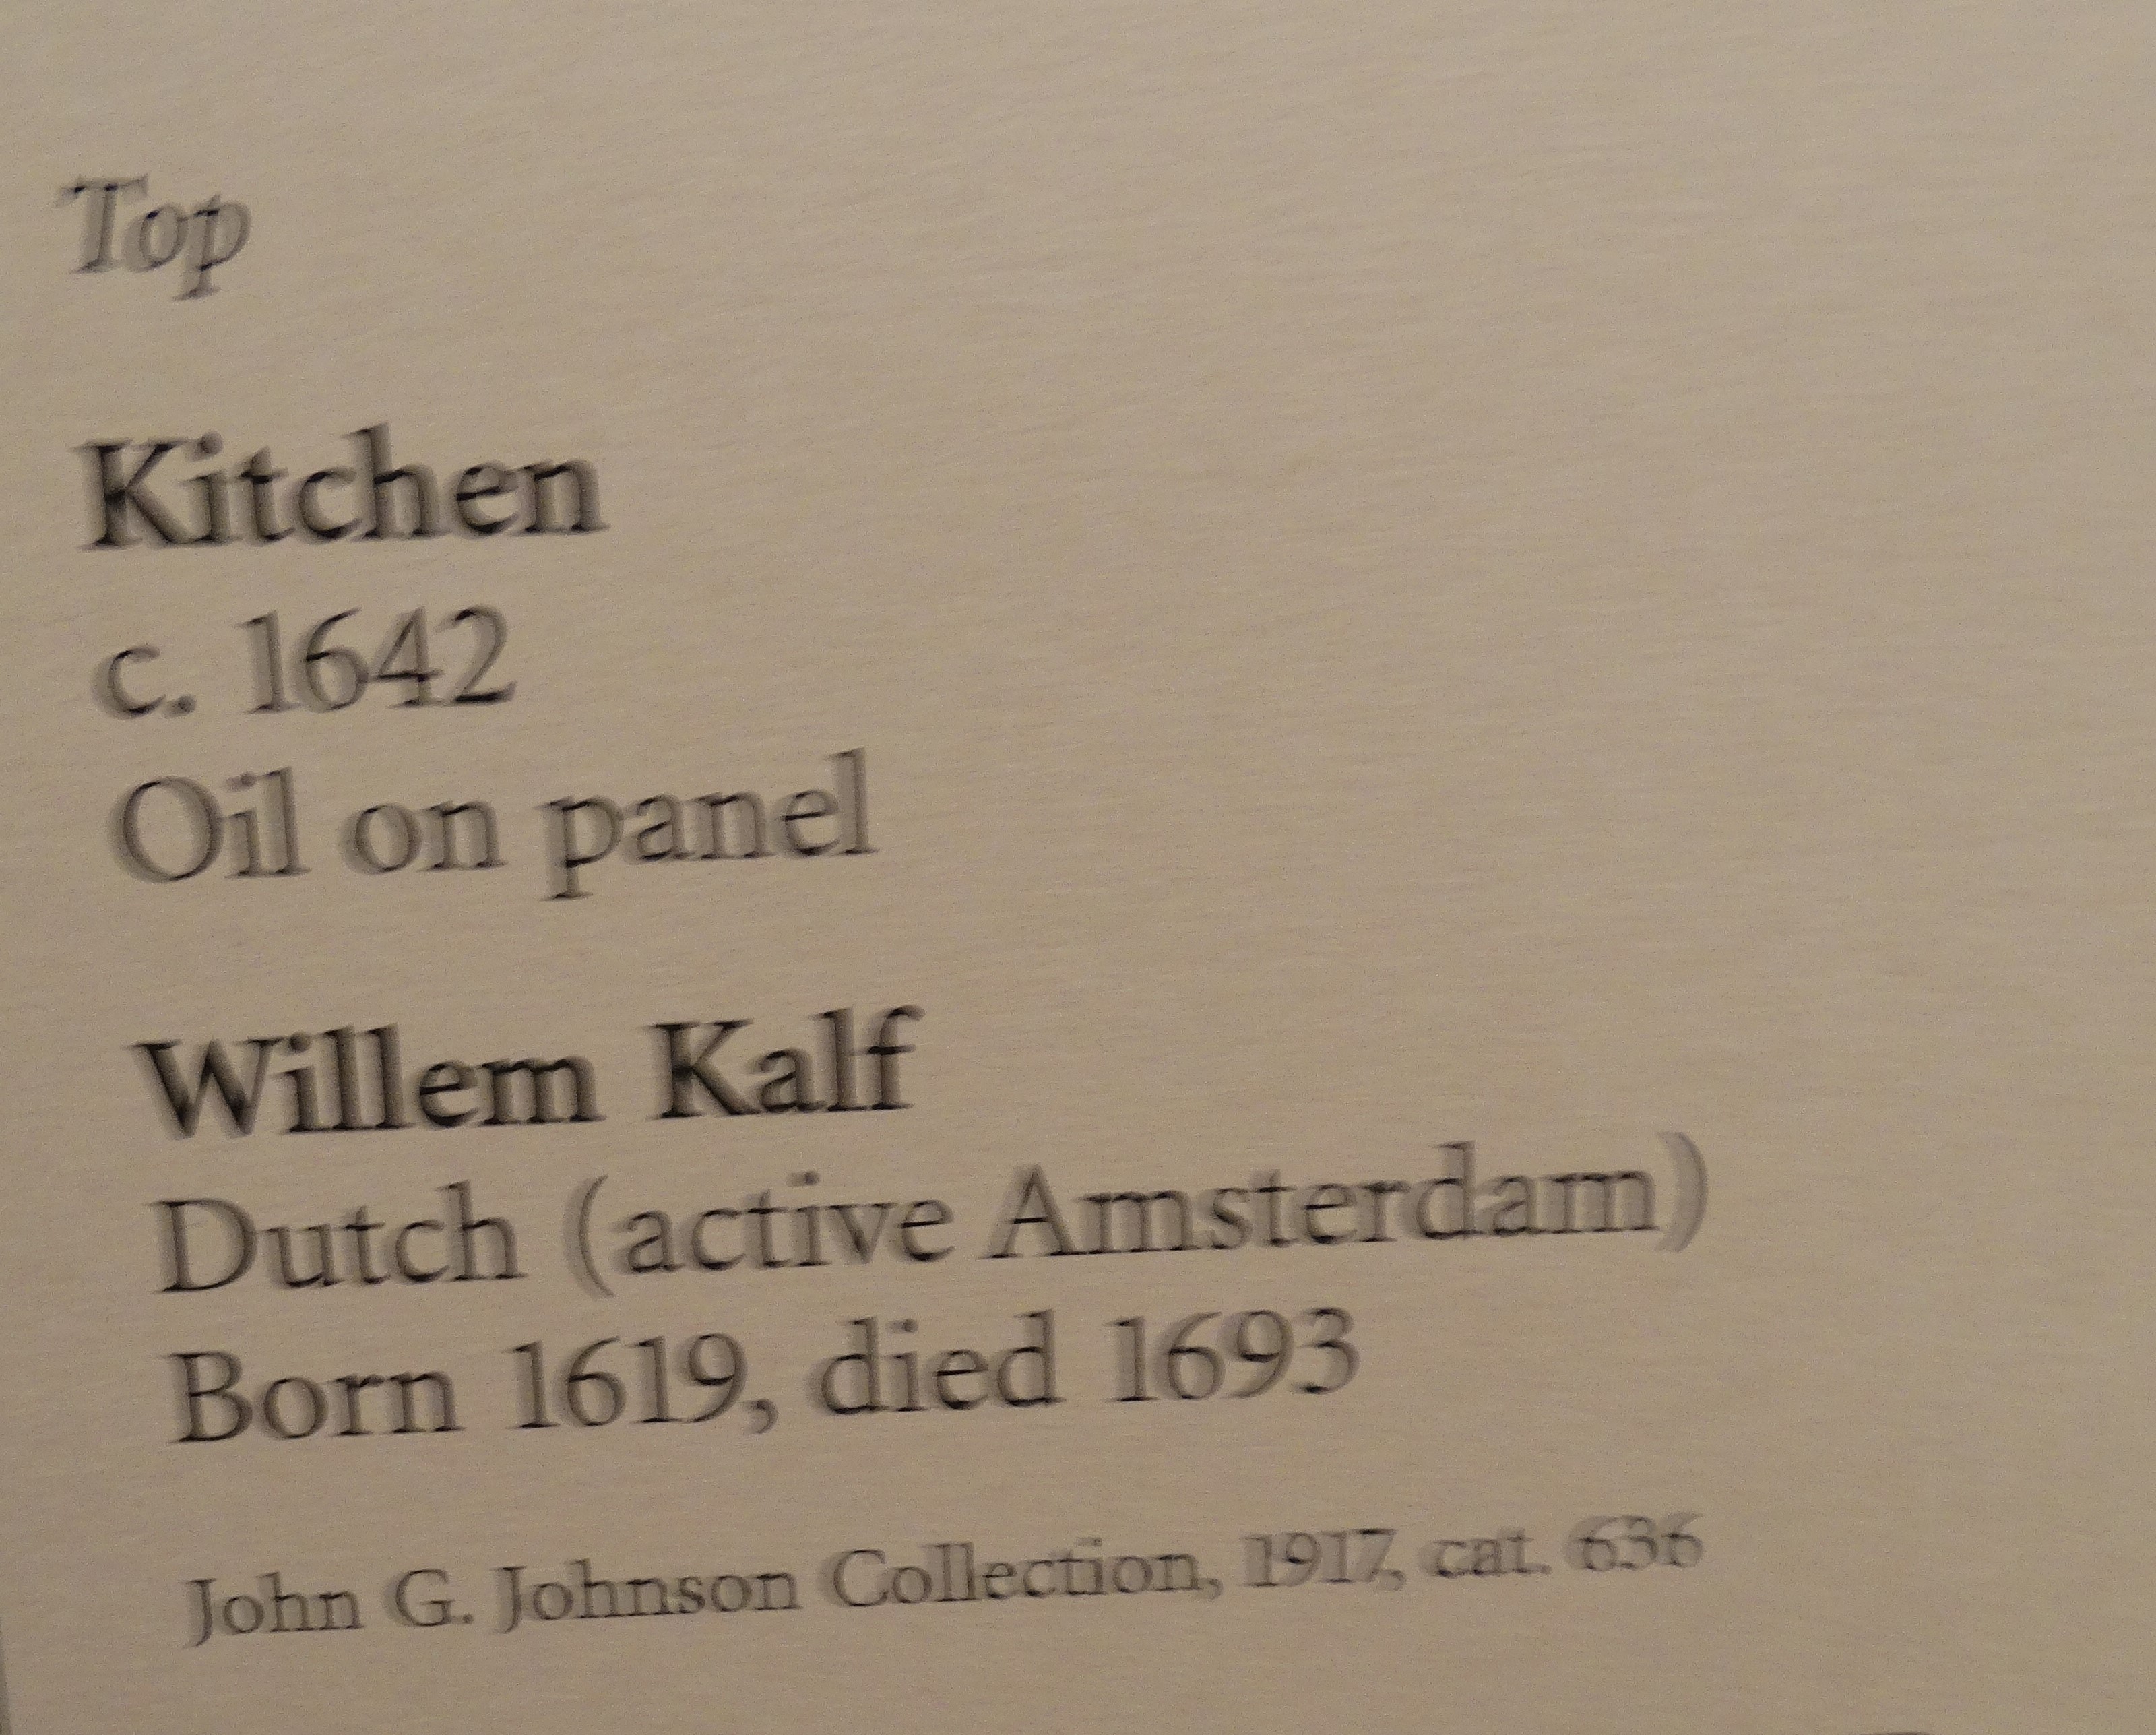 Top
Kitchen
c. 1642
Oil on panel
Willem Kalf
Dutch (active Amsterdam)
Born 1619, died 1693
John G. Johnson Collection, 1917, cat. 636